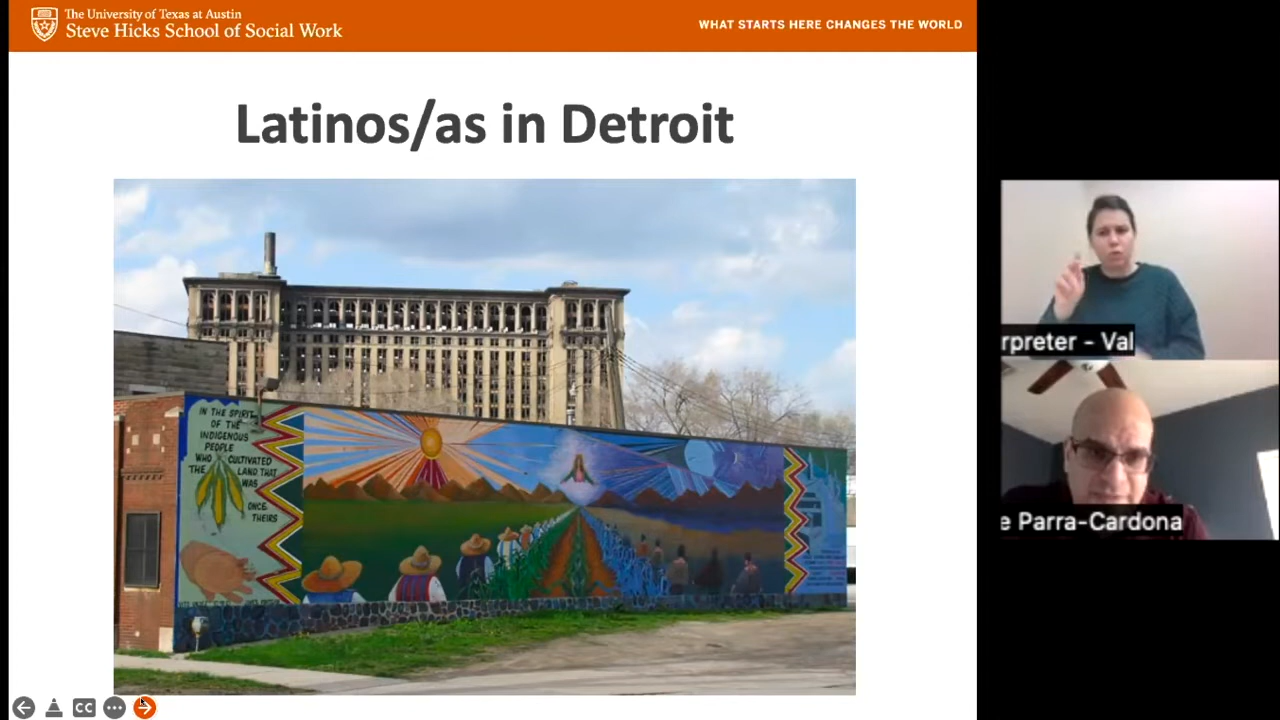 The University of Texas at Austin
Steve Hicks School of Social Work
WHAT STARTS HERE CHANGES THE WORLD
Latinos/as in Detroit
IN THE SPIRIT
OF THE
INDIGENOUS
PEOPLE
WHO CULTIVATED
THE LAND THAT
WAS
ONCE
THEIRS
rpreter - Val
e Parra-Cardona
CC